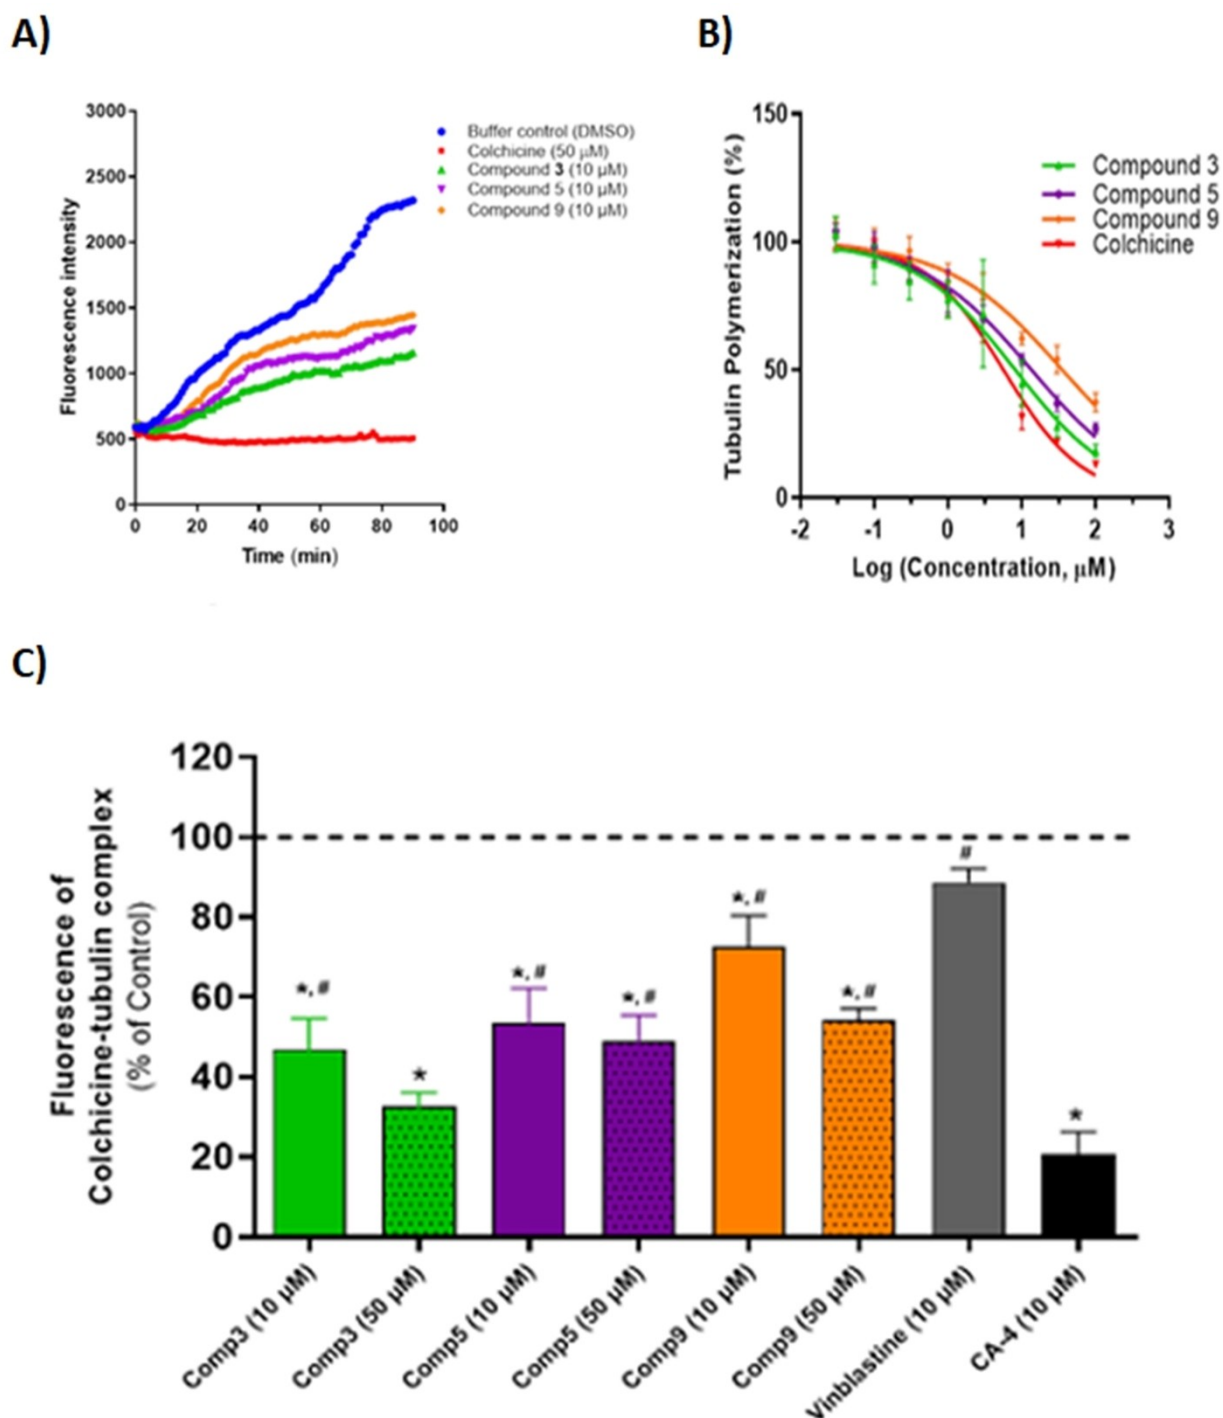 A)
3000
2500
2000
1500
1000
500
0
0 20 40 60 80 100
Fluorescence intensity
Time (min)
Buffer control (DMSO)
Colchicine (50 µM)
Compound 3 (10 µM)
Compound 5 (10 µM)
Compound 9 (10 µM)
B)
150
100
50
0
-2 -1 0 1 2 3
Tubulin Polymerization (%)
Log (Concentration, µM)
Compound 3
Compound 5
Compound 9
Colchicine
C)
120
100
80
60
40
20
0
Fluorescence of
Colchicine-tubulin complex
(% of Control)
*, #
*
*, #
*, #
*, #
*, #
#
*
Comp3 (10 µM)
Comp3 (50 µM)
Comp5 (10 µM)
Comp5 (50 µM)
Comp9 (10 µM)
Comp9 (50 µM)
Vinblastine (10 µM)
CA-4 (10 µM)